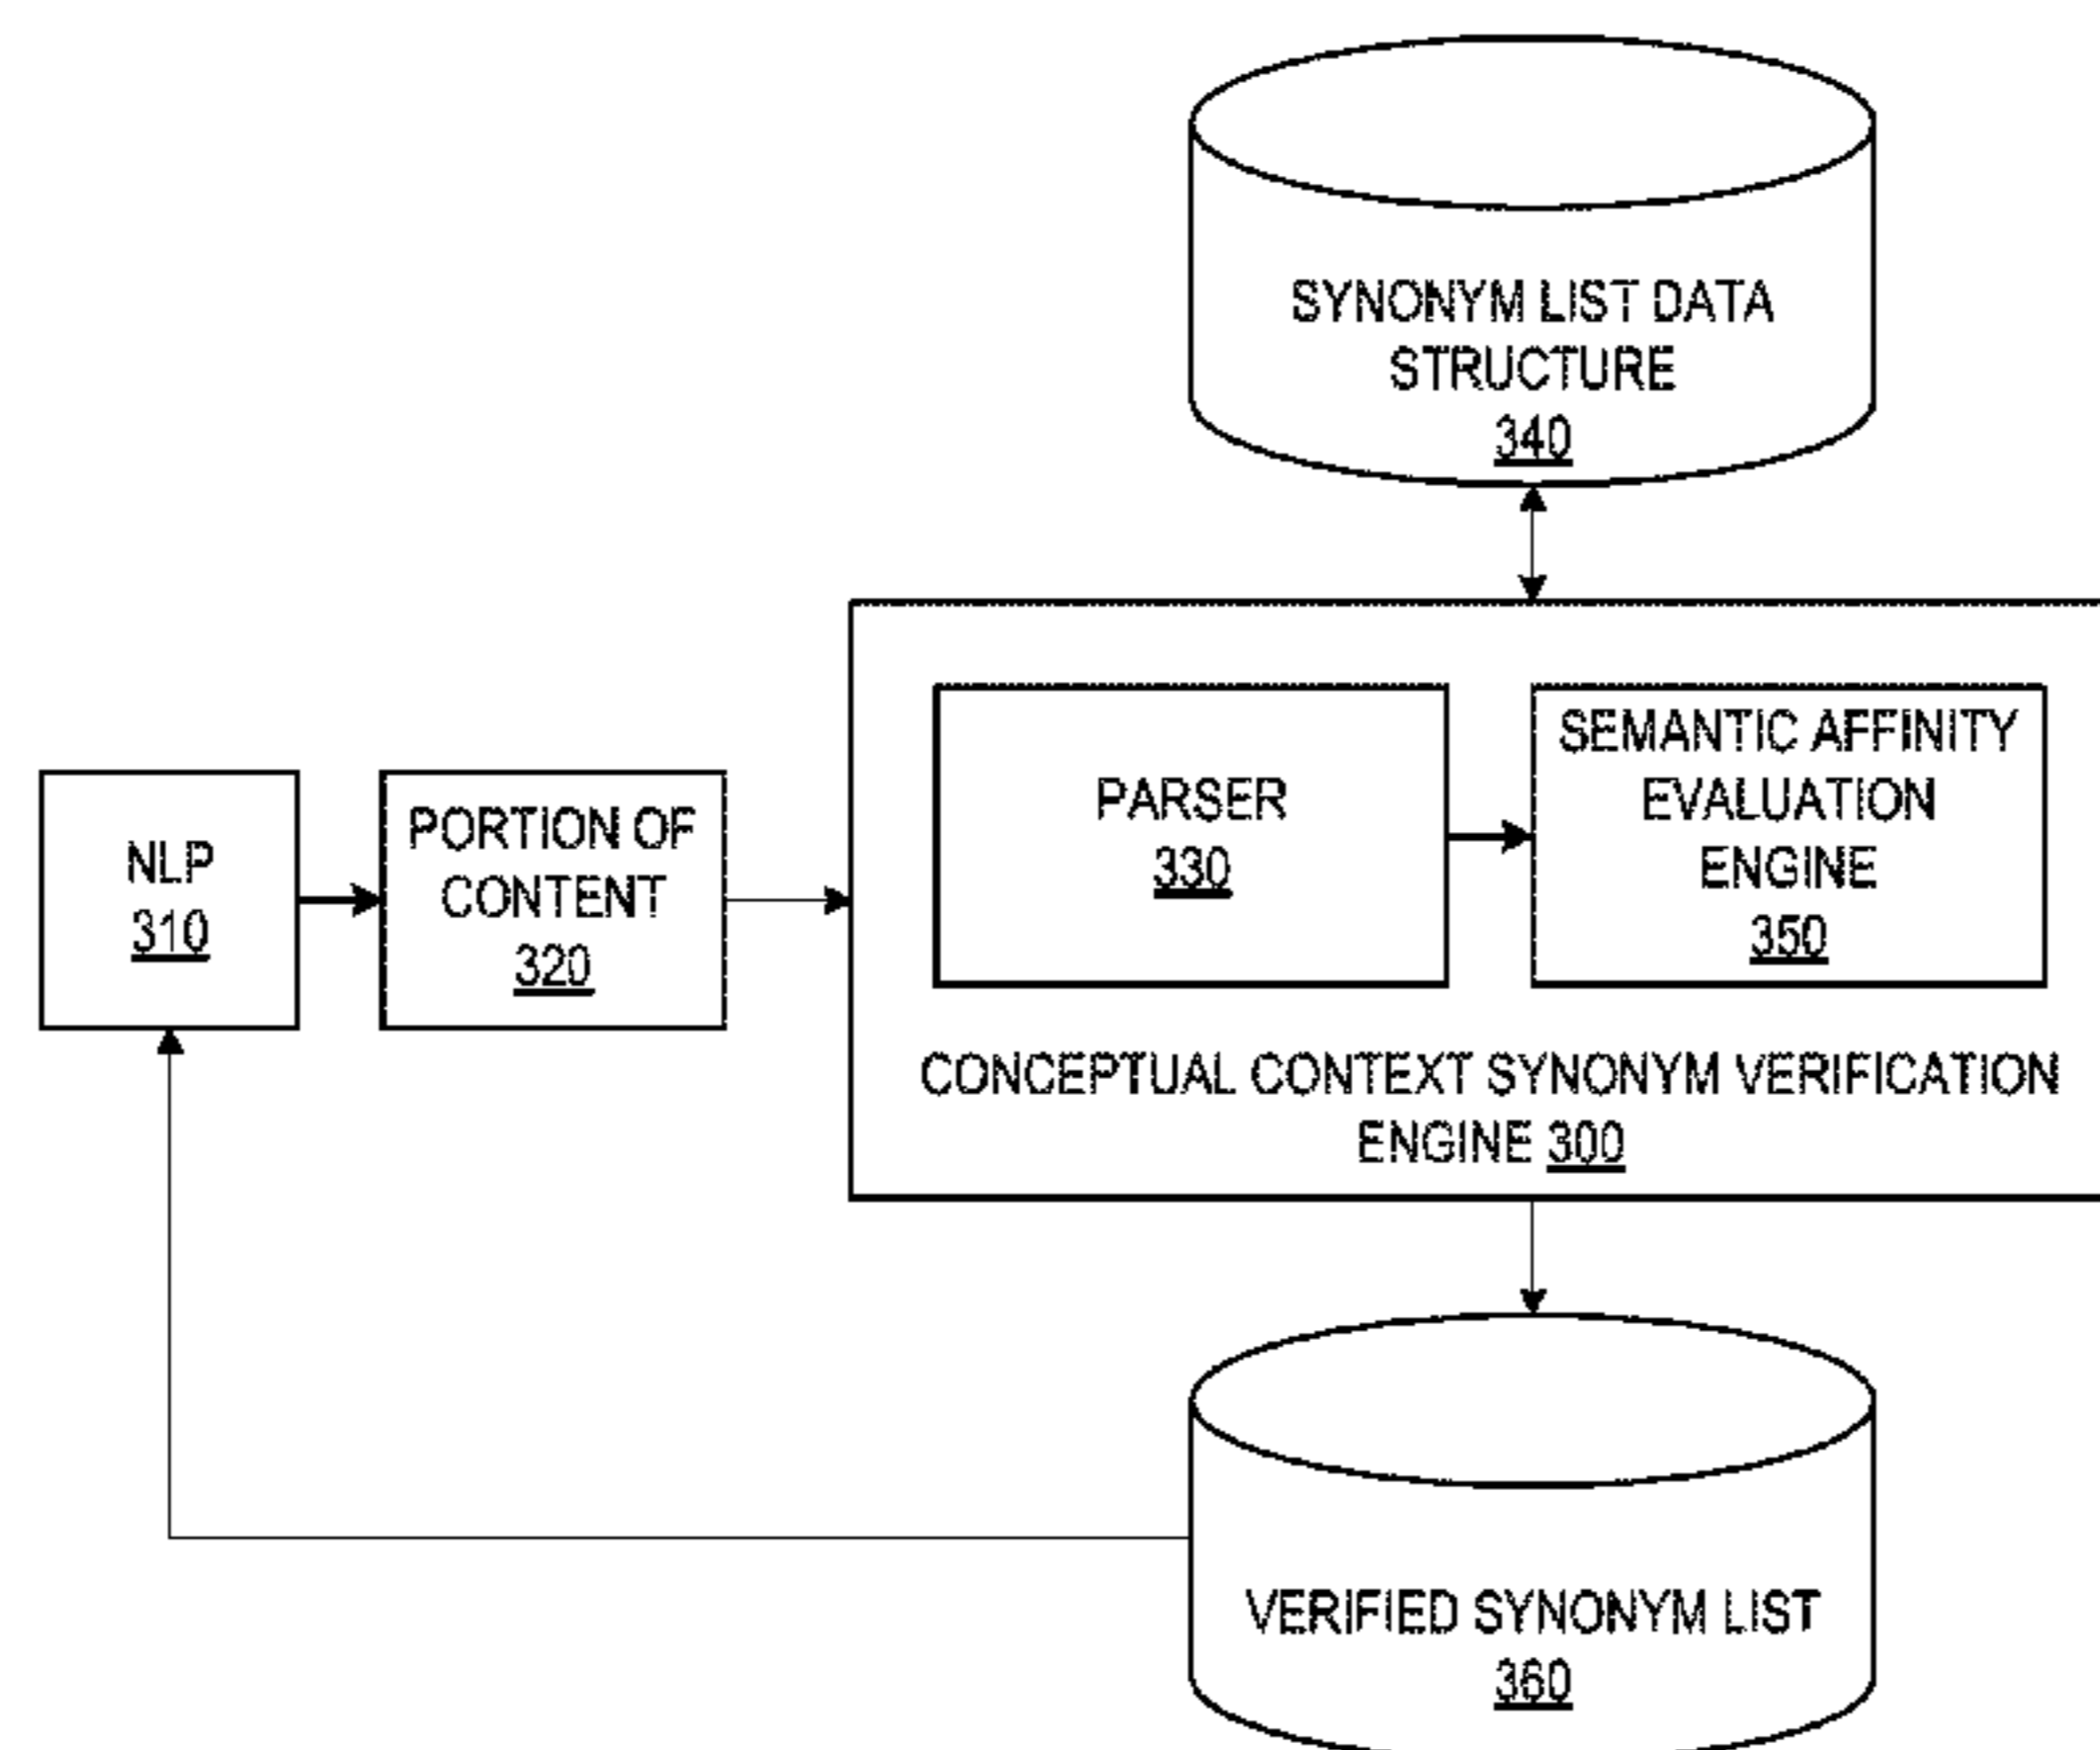 SYNONYM LIST DATA
STRUCTURE
340
NLP
310
PORTION OF
CONTENT
320
PARSER
330
SEMANTIC AFFINITY
EVALUATION
ENGINE
350
CONCEPTUAL CONTEXT SYNONYM VERIFICATION
ENGINE 300
VERIFIED SYNONYM LIST
360